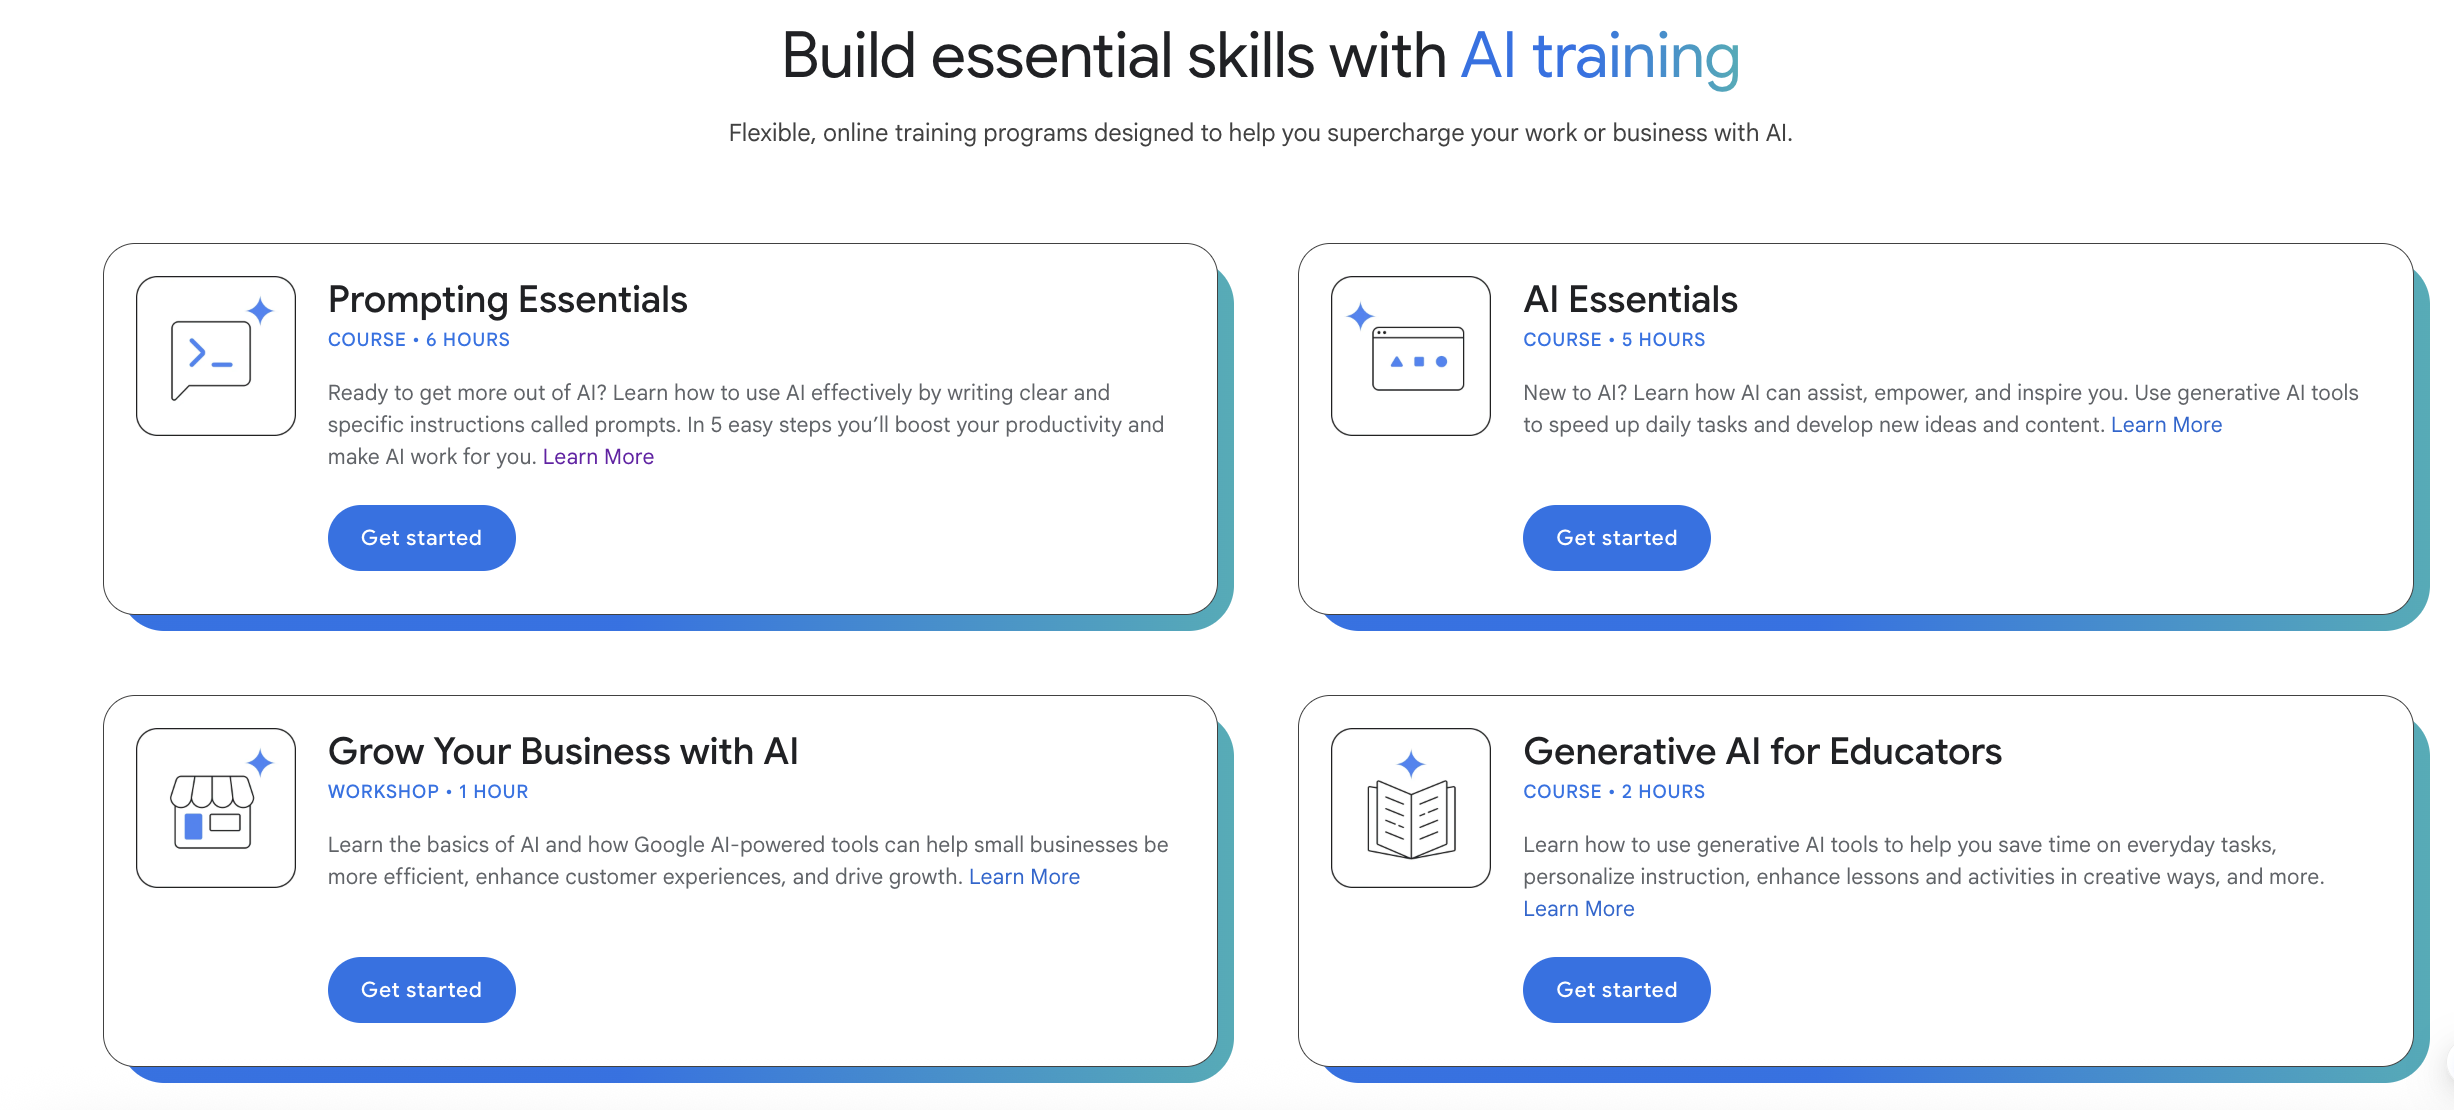 Build essential skills with AI training
Flexible, online training programs designed to help you supercharge your work or business with AI.
Prompting Essentials
COURSE • 6 HOURS
Ready to get more out of AI? Learn how to use AI effectively by writing clear and
specific instructions called prompts. In 5 easy steps you’ll boost your productivity and
make AI work for you. Learn More
Get started
AI Essentials
COURSE • 5 HOURS
New to AI? Learn how AI can assist, empower, and inspire you. Use generative AI tools
to speed up daily tasks and develop new ideas and content. Learn More
Get started
Grow Your Business with AI
WORKSHOP • 1 HOUR
Learn the basics of AI and how Google AI-powered tools can help small businesses be
more efficient, enhance customer experiences, and drive growth. Learn More
Get started
Generative AI for Educators
COURSE • 2 HOURS
Learn how to use generative AI tools to help you save time on everyday tasks,
personalize instruction, enhance lessons and activities in creative ways, and more.
Learn More
Get started